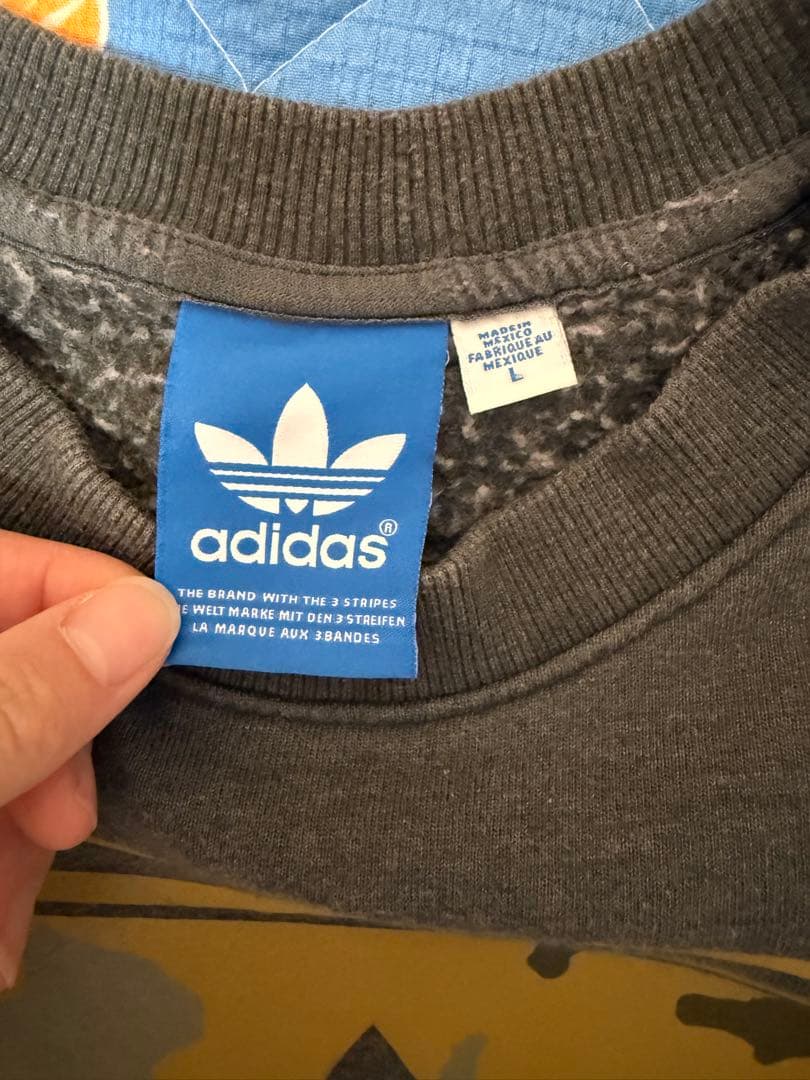 adidas®
THE BRAND WITH THE 3 STRIPES
E WELT MARKE MIT DEN 3 STREIFEN
LA MARQUE AUX 3 BANDES
MADE IN
MEXICO
FABRIQUE AU
MEXIQUE
L